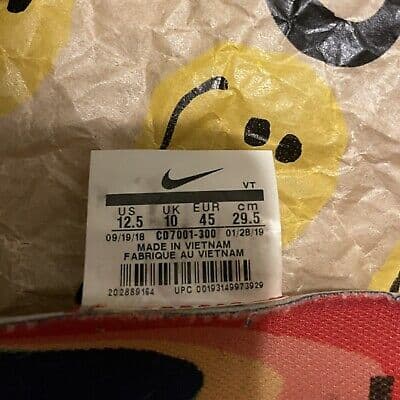 VT
US UK EUR cm
12.5 10 45 29.5
09/19/18 CD7001-300 01/28/19
MADE IN VIETNAM
FABRIQUE AU VIETNAM
202889164 UPC 00193149973929